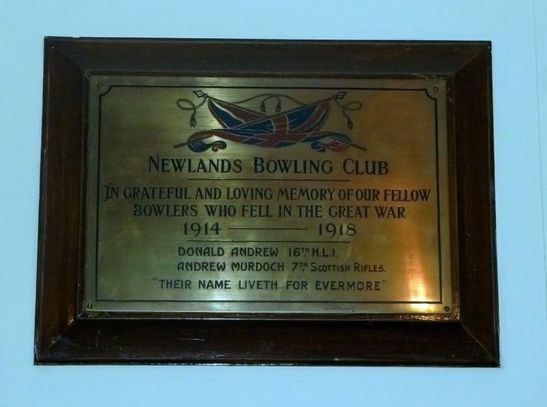 NEWLANDS BOWLING CLUB
IN GRATEFUL AND LOVING MEMORY OF OUR FELLOW
BOWLERS WHO FELL IN THE GREAT WAR
1914 ——— 1918
DONALD ANDREW 16TH H.L.I.
ANDREW MURDOCH 7TH SCOTTISH RIFLES.
"THEIR NAME LIVETH FOR EVERMORE"